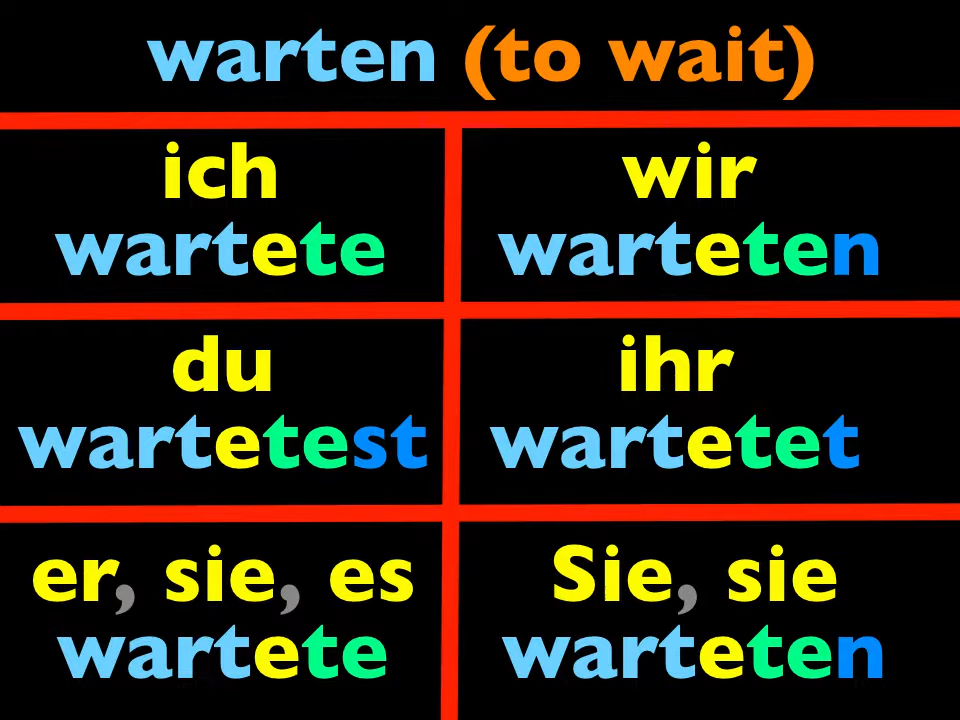 warten (to wait)
ich
wartete
wir
warteten
du
wartetest
ihr
wartetet
er, sie, es
wartete
Sie, sie
warteten